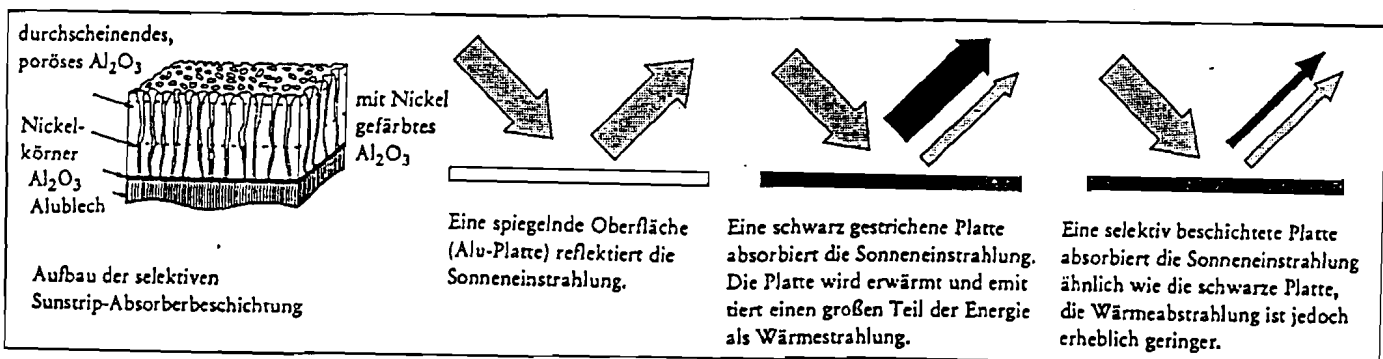 durchscheinendes,
poröses Al₂O₃
Nickel-
körner
Al₂O₃
Alublech
mit Nickel
gefärbtes
Al₂O₃
Aufbau der selektiven
Sunstrip-Absorberbeschichtung
Eine spiegelnde Oberfläche
(Alu-Platte) reflektiert die
Sonneneinstrahlung.
Eine schwarz gestrichene Platte
absorbiert die Sonneneinstrahlung.
Die Platte wird erwärmt und emit
tiert einen großen Teil der Energie
als Wärmestrahlung.
Eine selektiv beschichtete Platte
absorbiert die Sonneneinstrahlung
ähnlich wie die schwarze Platte,
die Wärmeabstrahlung ist jedoch
erheblich geringer.